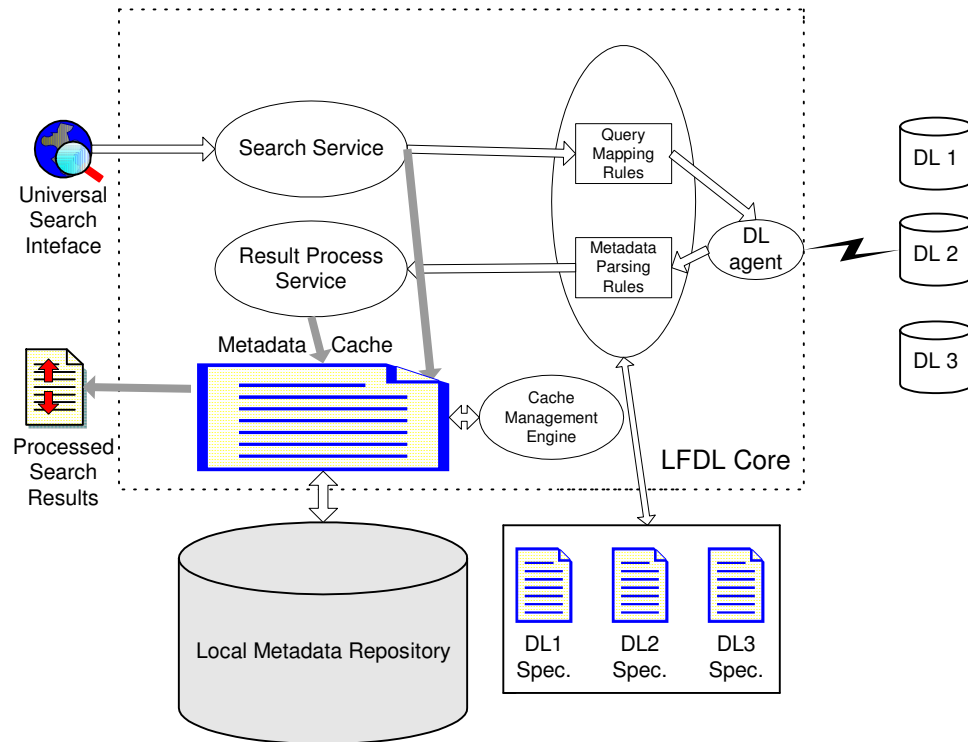 Universal
Search
Inteface
Search Service
Query
Mapping
Rules
DL 1
Result Process
Service
Metadata
Parsing
Rules
DL
agent
DL 2
DL 3
Metadata Cache
Cache
Management
Engine
Processed
Search
Results
LFDL Core
Local Metadata Repository
DL1
Spec.
DL2
Spec.
DL3
Spec.